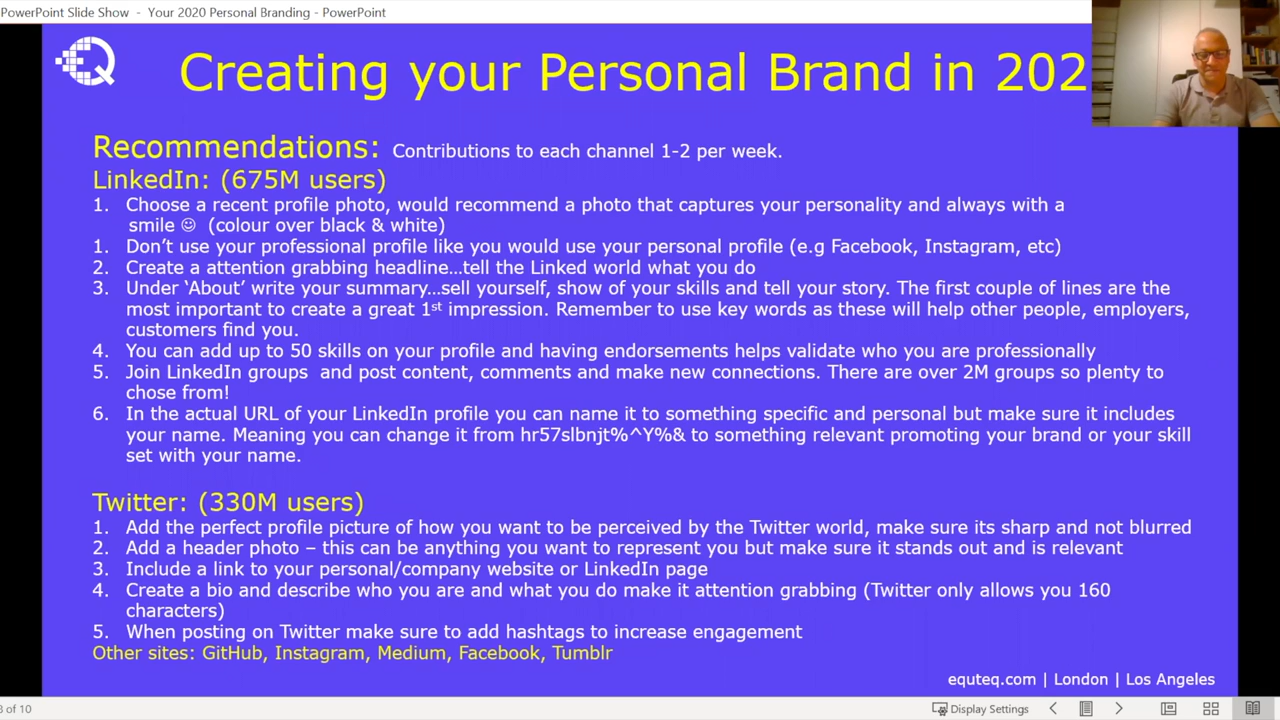 PowerPoint Slide Show - Your 2020 Personal Branding - PowerPoint
Creating your Personal Brand in 202
Recommendations: Contributions to each channel 1-2 per week.
LinkedIn: (675M users)
1. Choose a recent profile photo, would recommend a photo that captures your personality and always with a
smile ☺ (colour over black & white)
1. Don't use your professional profile like you would use your personal profile (e.g Facebook, Instagram, etc)
2. Create a attention grabbing headline…tell the Linked world what you do
3. Under 'About' write your summary…sell yourself, show of your skills and tell your story. The first couple of lines are the
most important to create a great 1st impression. Remember to use key words as these will help other people, employers,
customers find you.
4. You can add up to 50 skills on your profile and having endorsements helps validate who you are professionally
5. Join LinkedIn groups and post content, comments and make new connections. There are over 2M groups so plenty to
chose from!
6. In the actual URL of your LinkedIn profile you can name it to something specific and personal but make sure it includes
your name. Meaning you can change it from hr57slbnjt%^Y%& to something relevant promoting your brand or your skill
set with your name.
Twitter: (330M users)
1. Add the perfect profile picture of how you want to be perceived by the Twitter world, make sure its sharp and not blurred
2. Add a header photo – this can be anything you want to represent you but make sure it stands out and is relevant
3. Include a link to your personal/company website or LinkedIn page
4. Create a bio and describe who you are and what you do make it attention grabbing (Twitter only allows you 160
characters)
5. When posting on Twitter make sure to add hashtags to increase engagement
Other sites: GitHub, Instagram, Medium, Facebook, Tumblr
equteq.com | London | Los Angeles
8 of 10
Display Settings